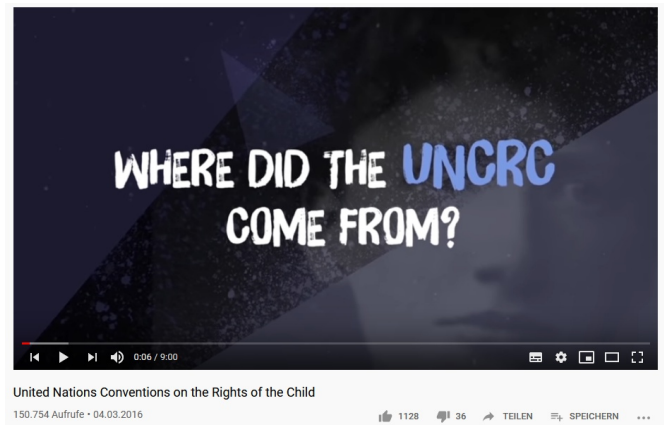 WHERE DID THE UNCRC
COME FROM?
0:06 / 9:00
United Nations Conventions on the Rights of the Child
150.754 Aufrufe • 04.03.2016
1128 36 TEILEN SPEICHERN